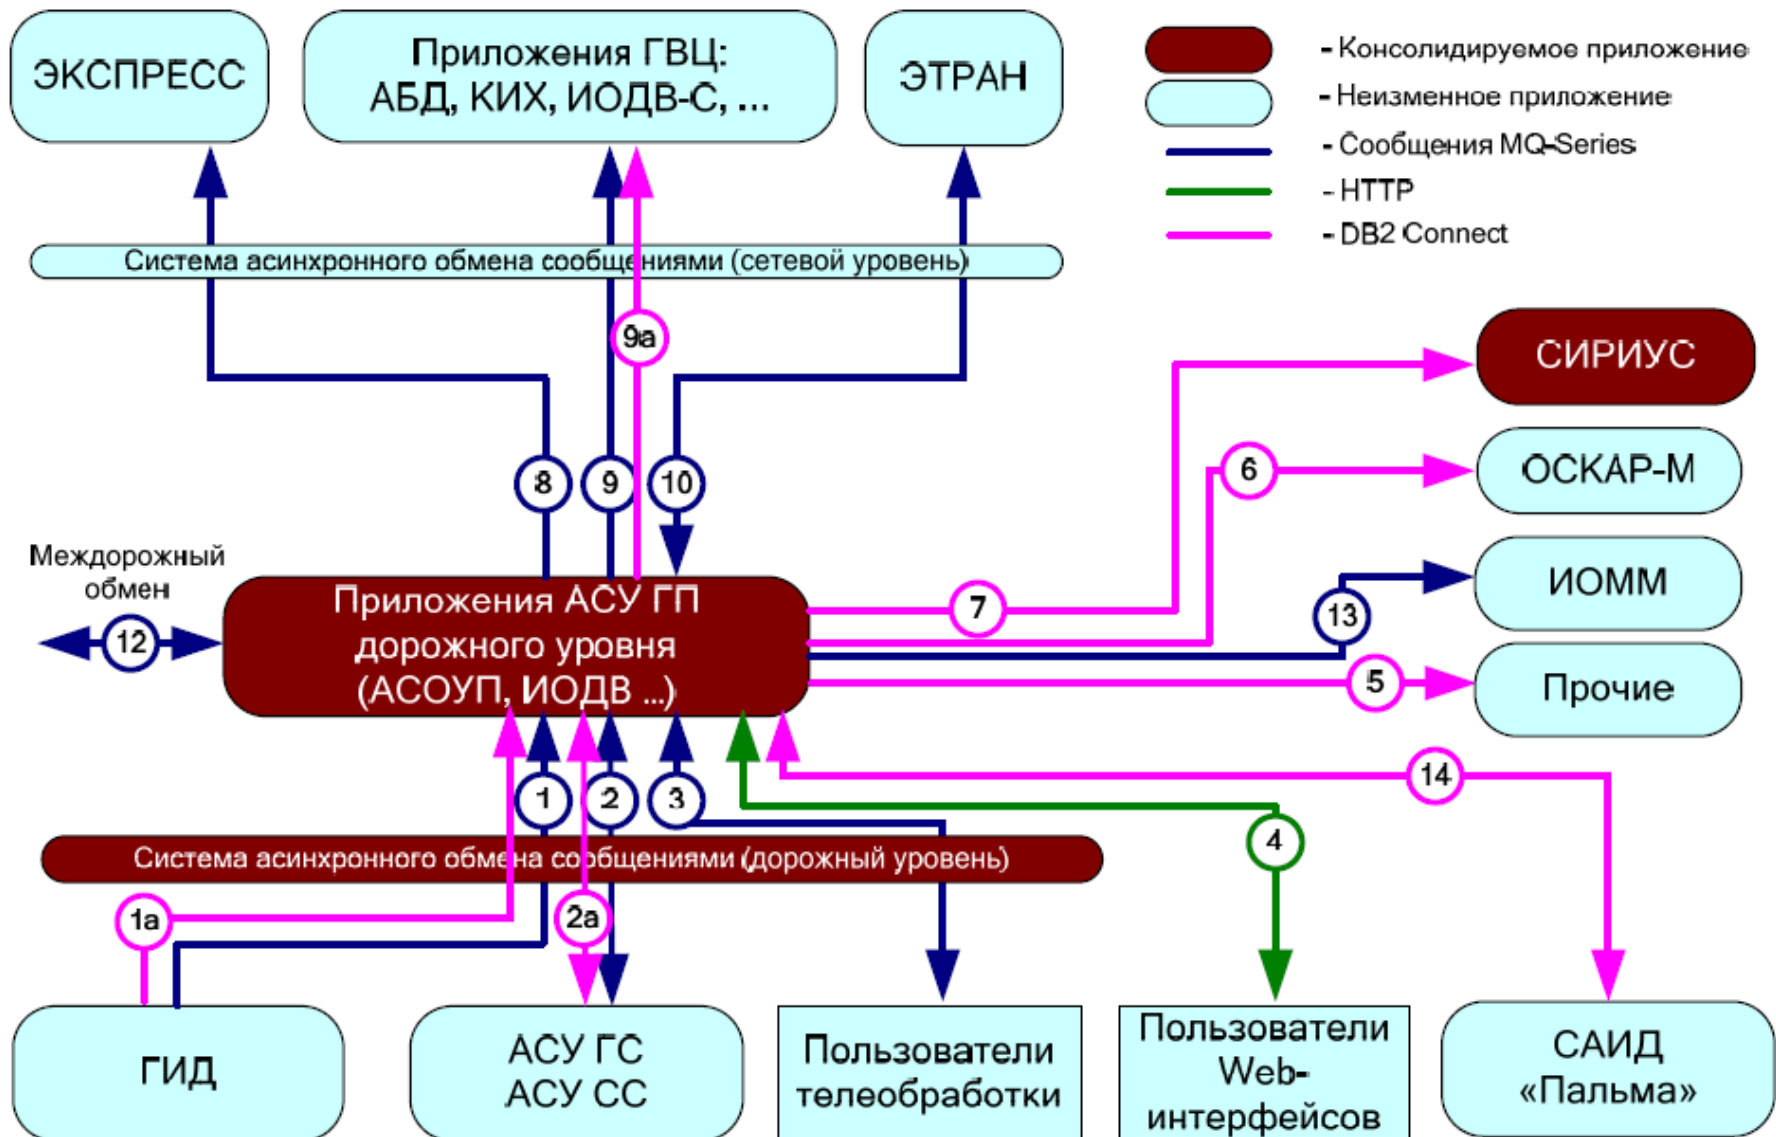 ЭКСПРЕСС
Приложения ГВЦ:
АБД, КИХ, ИОДВ-С, ...
ЭТРАН
- Консолидируемое приложение
- Неизменное приложение
- Сообщения MQ-Series
- HTTP
- DB2 Connect
Система асинхронного обмена сообщениями (сетевой уровень)
9а
СИРИУС
8
9
10
6
ОСКАР-М
Междорожный
обмен
12
Приложения АСУ ГП
дорожного уровня
(АСОУП, ИОДВ ...)
7
13
ИОММ
5
Прочие
1
2
3
4
14
Система асинхронного обмена сообщениями (дорожный уровень)
1а
2а
ГИД
АСУ ГС
АСУ СС
Пользователи
телеобработки
Пользователи
Web-
интерфейсов
САИД
«Пальма»